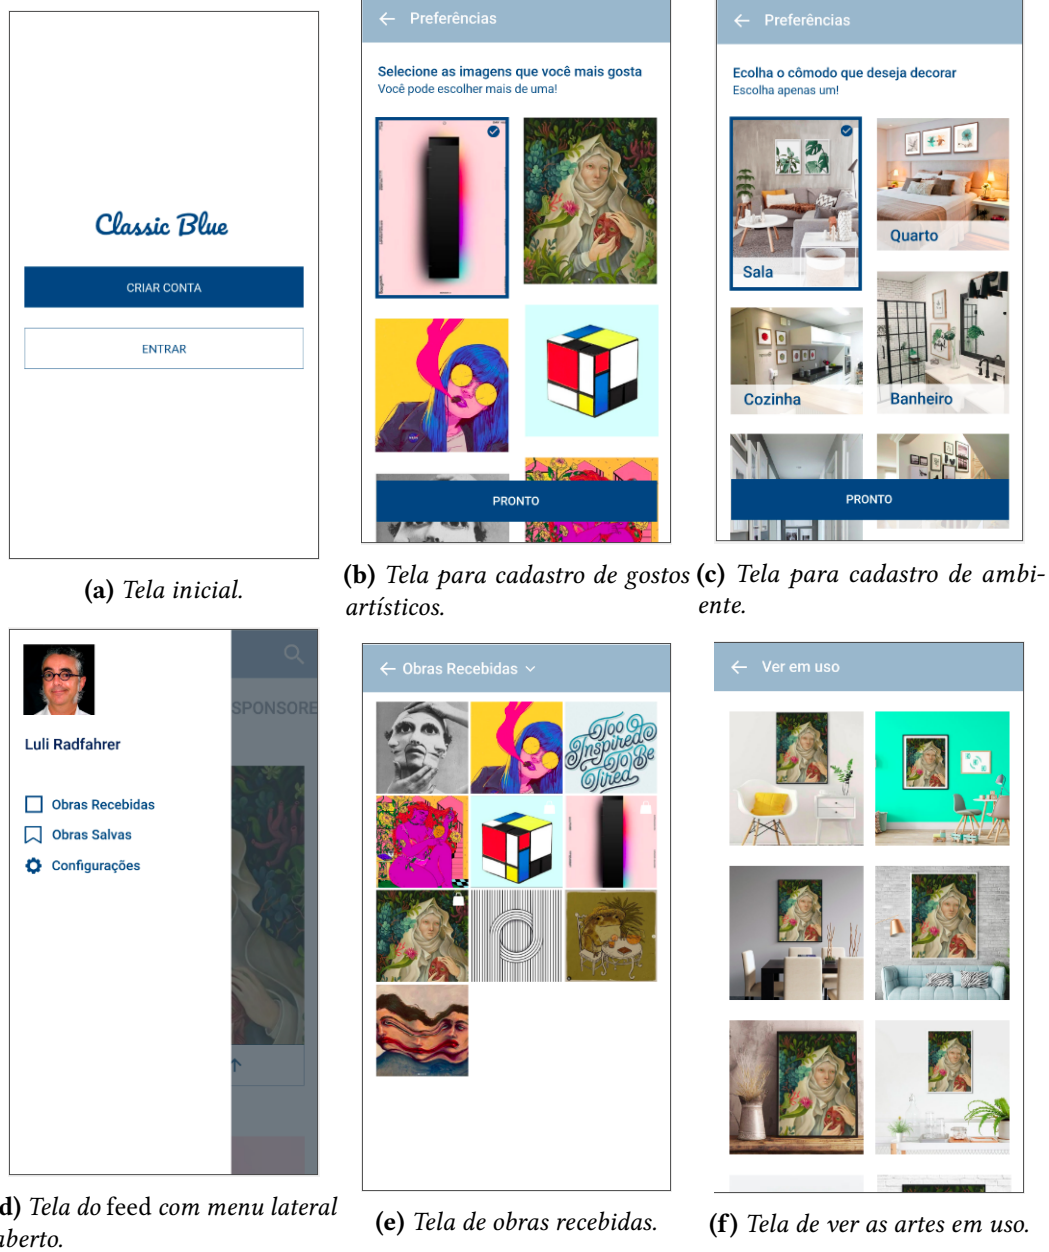 Classic Blue
CRIAR CONTA
ENTRAR
(a) Tela inicial.
Preferências
Selecione as imagens que você mais gosta
Você pode escolher mais de uma!
PRONTO
(b) Tela para cadastro de gostos
artísticos.
Preferências
Ecolha o cômodo que deseja decorar
Escolha apenas um!
Sala
Quarto
Cozinha
Banheiro
PRONTO
(c) Tela para cadastro de ambi-
ente.
SPONSORE
Luli Radfahrer
Obras Recebidas
Obras Salvas
Configurações
d) Tela do feed com menu lateral
aberto.
Obras Recebidas
Too
Inspired
To Be
Tired
(e) Tela de obras recebidas.
Ver em uso
(f) Tela de ver as artes em uso.